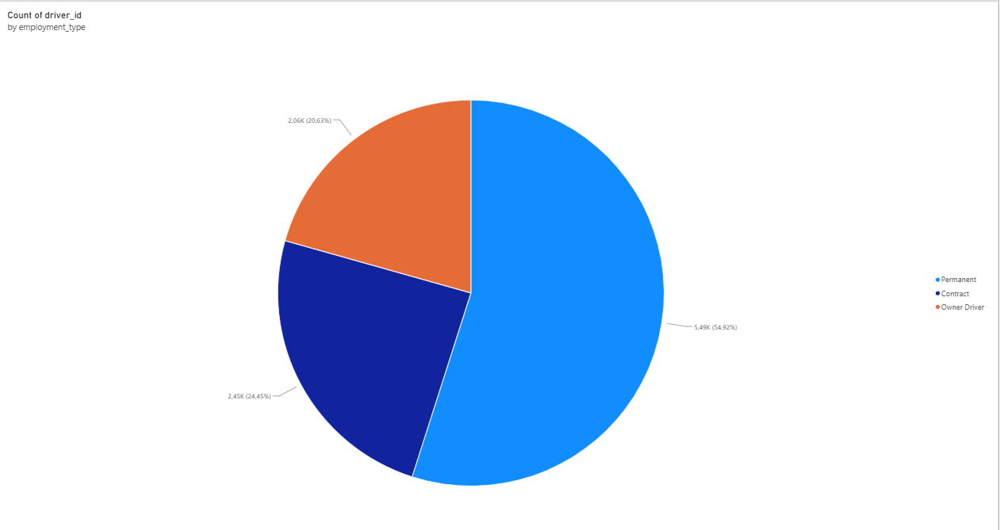 Count of driver_id
by employment_type
2,06K (20,63%)
5,49K (54,92%)
2,45K (24,45%)
Permanent
Contract
Owner Driver